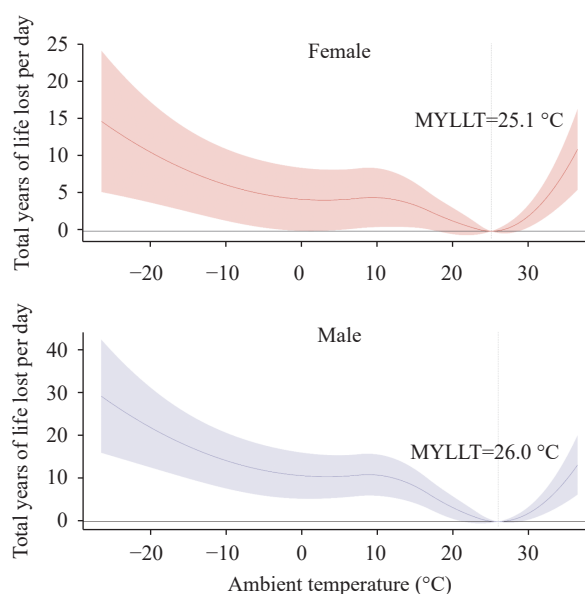 Female
Total years of life lost per day
25
20
15
10
5
0
MYLLT=25.1 °C
−20 −10 0 10 20 30
Male
Total years of life lost per day
40
30
20
10
0
MYLLT=26.0 °C
−20 −10 0 10 20 30
Ambient temperature (°C)